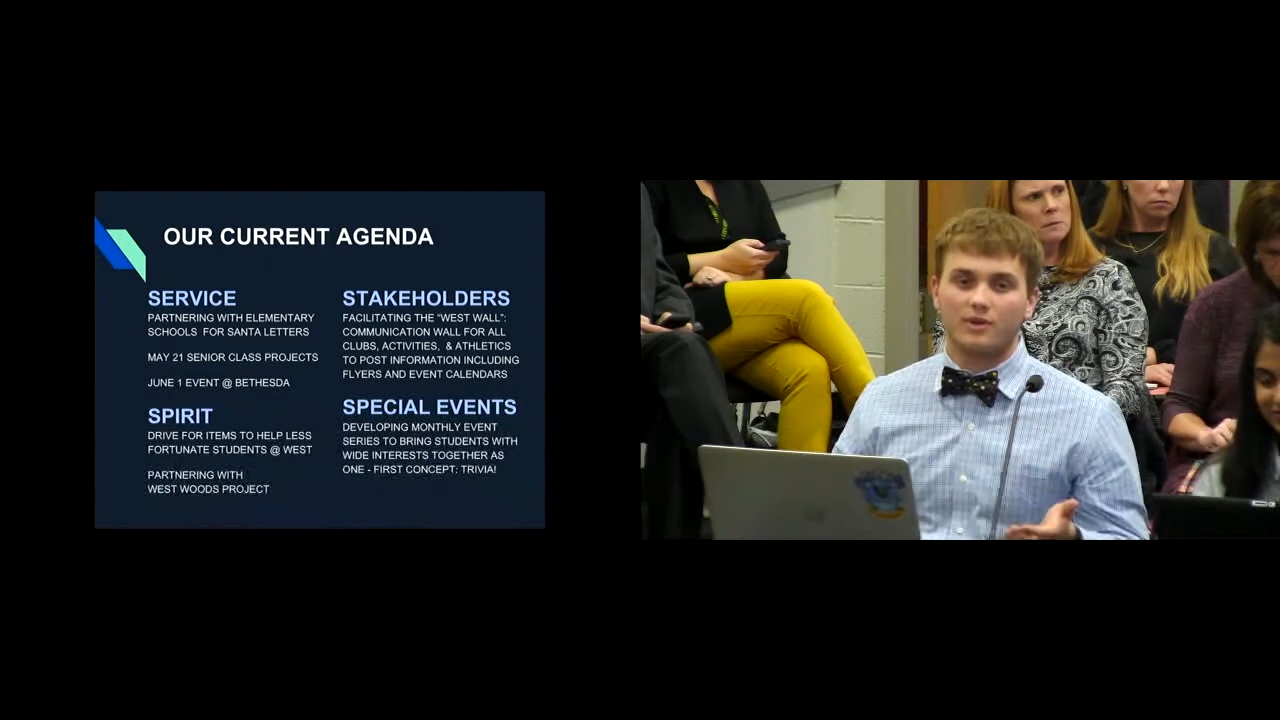 OUR CURRENT AGENDA
SERVICE
PARTNERING WITH ELEMENTARY
SCHOOLS FOR SANTA LETTERS
MAY 21 SENIOR CLASS PROJECTS
JUNE 1 EVENT @ BETHESDA
SPIRIT
DRIVE FOR ITEMS TO HELP LESS
FORTUNATE STUDENTS @ WEST
PARTNERING WITH
WEST WOODS PROJECT
STAKEHOLDERS
FACILITATING THE “WEST WALL”:
COMMUNICATION WALL FOR ALL
CLUBS, ACTIVITIES, & ATHLETICS
TO POST INFORMATION INCLUDING
FLYERS AND EVENT CALENDARS
SPECIAL EVENTS
DEVELOPING MONTHLY EVENT
SERIES TO BRING STUDENTS WITH
WIDE INTERESTS TOGETHER AS
ONE - FIRST CONCEPT: TRIVIA!